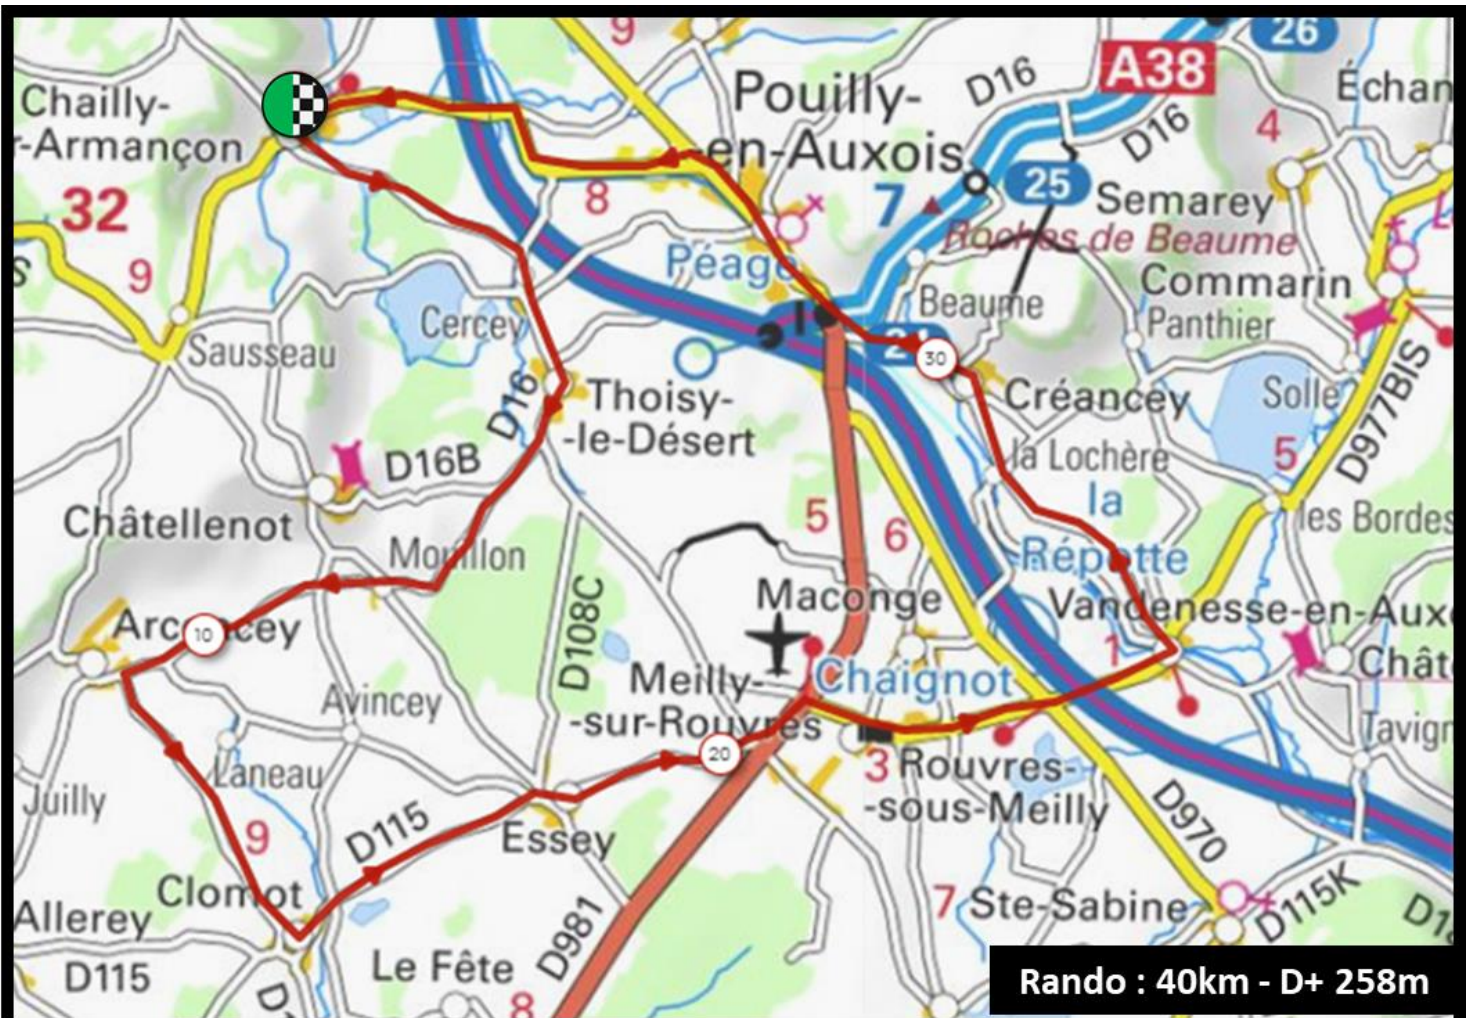 9
26
A38
D16
Échan
Pouilly-
-en-Auxois
Chailly-
r-Armançon
D16
4
32
8
7
25
Semarey
Roches de Beaume
9
S
Péage
Commarin
L
Cercey
Beaume
Panthier
Sausseau
30
Thoisy-
-le-Désert
D16
Créancey
Solle
D977BIS
D16B
la Lochère
5
Châtellenot
5
6
la
Répotte
les Bordes
Mouillon
Maconge
Vandenesse-en-Auxo
10
D108C
1
Meilly-
-sur-Rouvres
Chaignot
Chât
Avincey
20
Tavign
Laneau
3
Rouvres-
-sous-Meilly
Juilly
9
D115
Essey
D970
Clomot
7
Ste-Sabine
D115K
Allerey
D115
Le Fête
D981
8
Rando : 40km - D+ 258m